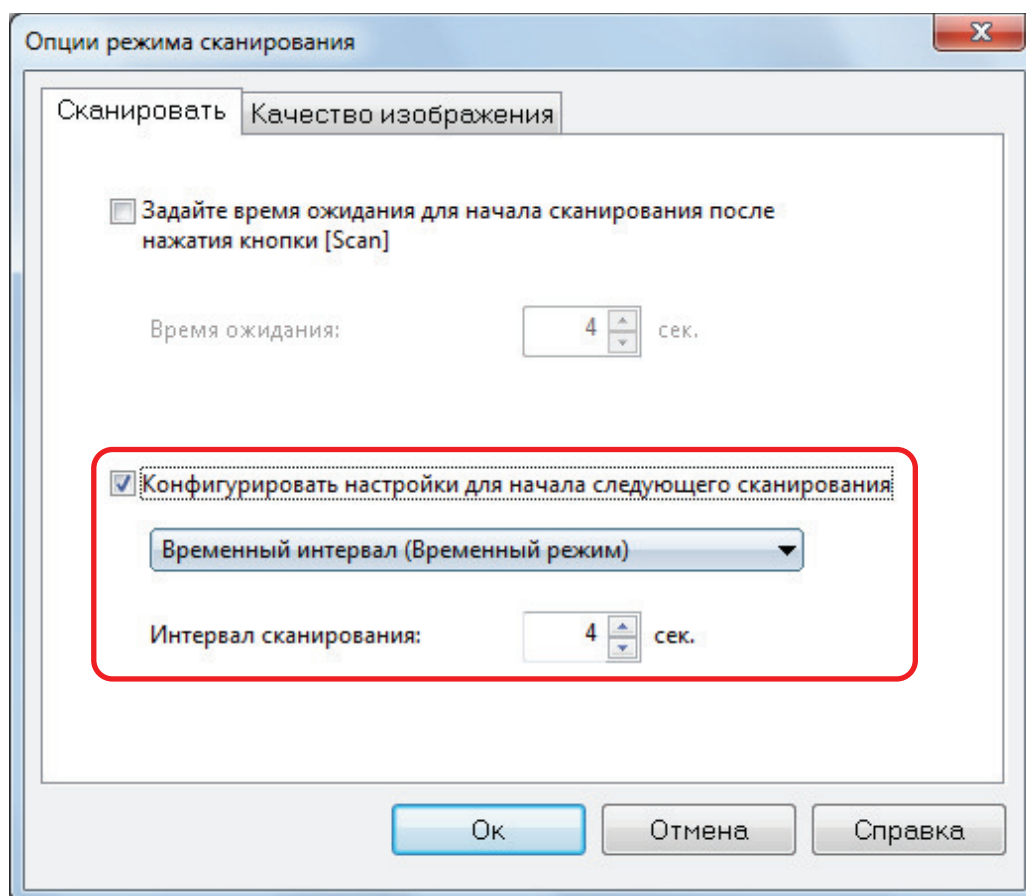 Опции режима сканирования
Сканировать
Качество изображения
Задайте время ожидания для начала сканирования после
нажатия кнопки [Scan]
Время ожидания: 4 сек.
Конфигурировать настройки для начала следующего сканирования
Временный интервал (Временный режим)
Интервал сканирования: 4 сек.
Ок
Отмена
Справка